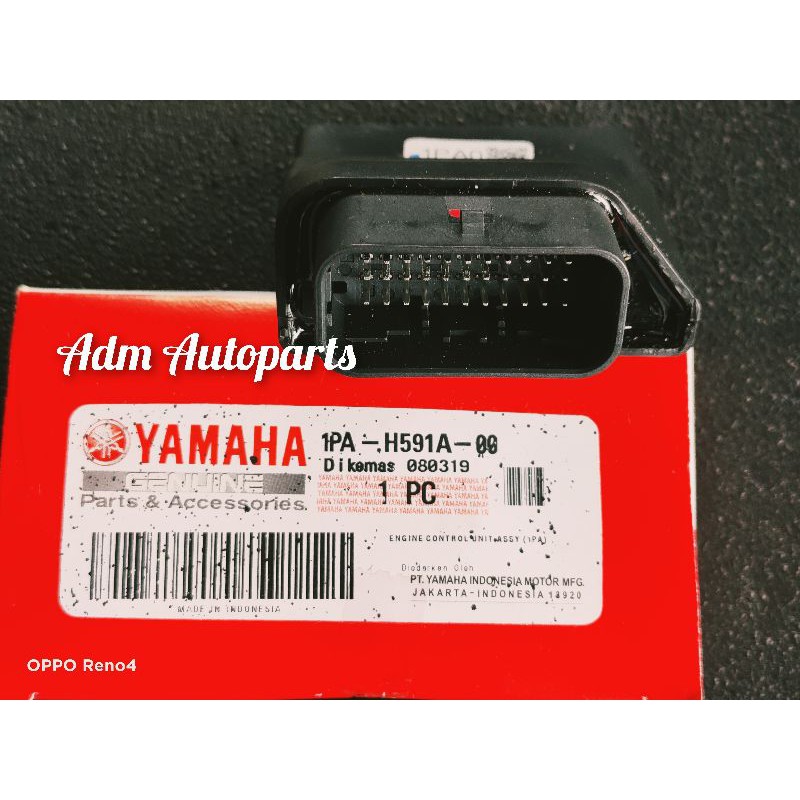 1PA0
Adm Autoparts
YAMAHA
GENUINE
Parts & Accessories
1PA-H591A-00
Dikemas 080319
1 PC
ENGINE CONTROL UNIT ASSY (1PA)
Diedarkan Oleh
PT. YAMAHA INDONESIA MOTOR MFG.
JAKARTA-INDONESIA 13920
MADE IN INDONESIA
OPPO Reno4